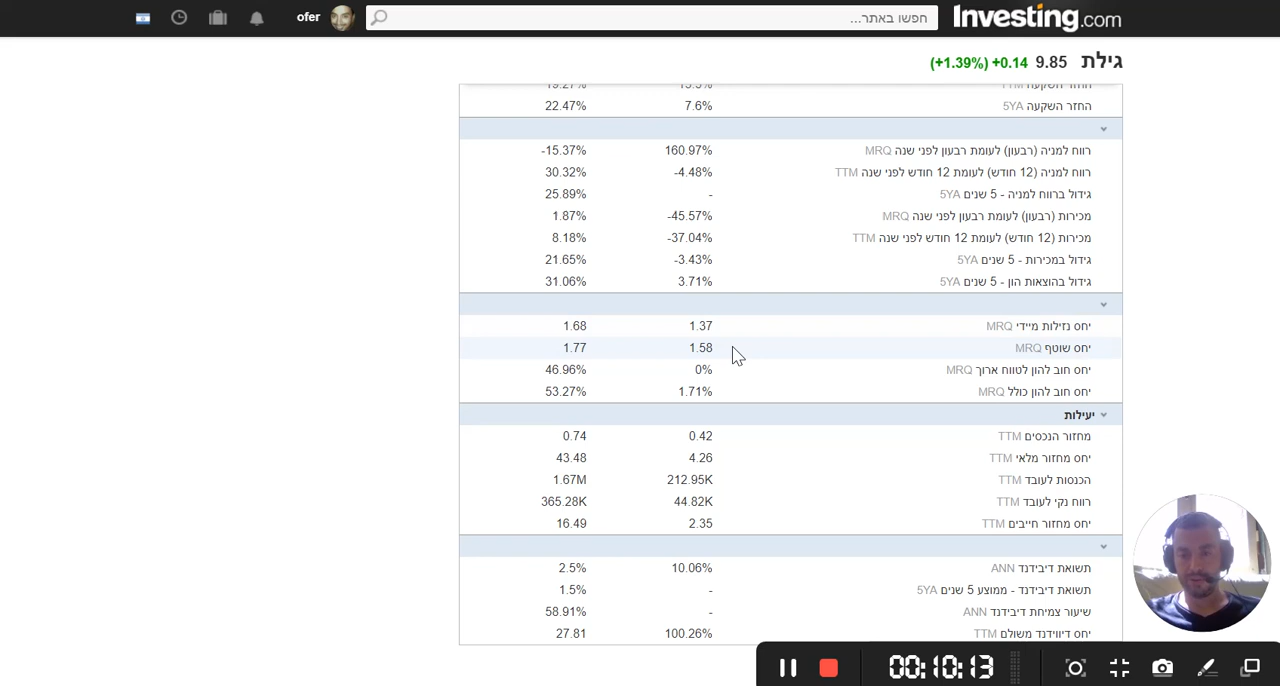 ofer
חפשו באתר...
Investing.com
גילת 9.85 +0.14 (+1.39%)
החזר השקעה TTM 15.5% 19.27%
החזר השקעה 5YA 7.6% 22.47%
רווח למניה (רבעון) לעומת רבעון לפני שנה MRQ 160.97% -15.37%
רווח למניה (12 חודש) לעומת 12 חודש לפני שנה TTM -4.48% 30.32%
גידול ברווח למניה - 5 שנים 5YA - 25.89%
מכירות (רבעון) לעומת רבעון לפני שנה MRQ -45.57% 1.87%
מכירות (12 חודש) לעומת 12 חודש לפני שנה TTM -37.04% 8.18%
גידול במכירות - 5 שנים 5YA -3.43% 21.65%
גידול בהוצאות הון - 5 שנים 5YA 3.71% 31.06%
יחס נזילות מיידי MRQ 1.37 1.68
יחס שוטף MRQ 1.58 1.77
יחס חוב להון לטווח ארוך MRQ 0% 46.96%
יחס חוב להון כולל MRQ 1.71% 53.27%
יעילות
מחזור הנכסים TTM 0.42 0.74
יחס מחזור מלאי TTM 4.26 43.48
הכנסות לעובד TTM 212.95K 1.67M
רווח נקי לעובד TTM 44.82K 365.28K
יחס מחזור חייבים TTM 2.35 16.49
תשואת דיבידנד ANN 10.06% 2.5%
תשואת דיבידנד - ממוצע 5 שנים 5YA - 1.5%
שיעור צמיחת דיבידנד ANN - 58.91%
יחס דיווידנד משולם TTM 100.26% 27.81
00:10:13